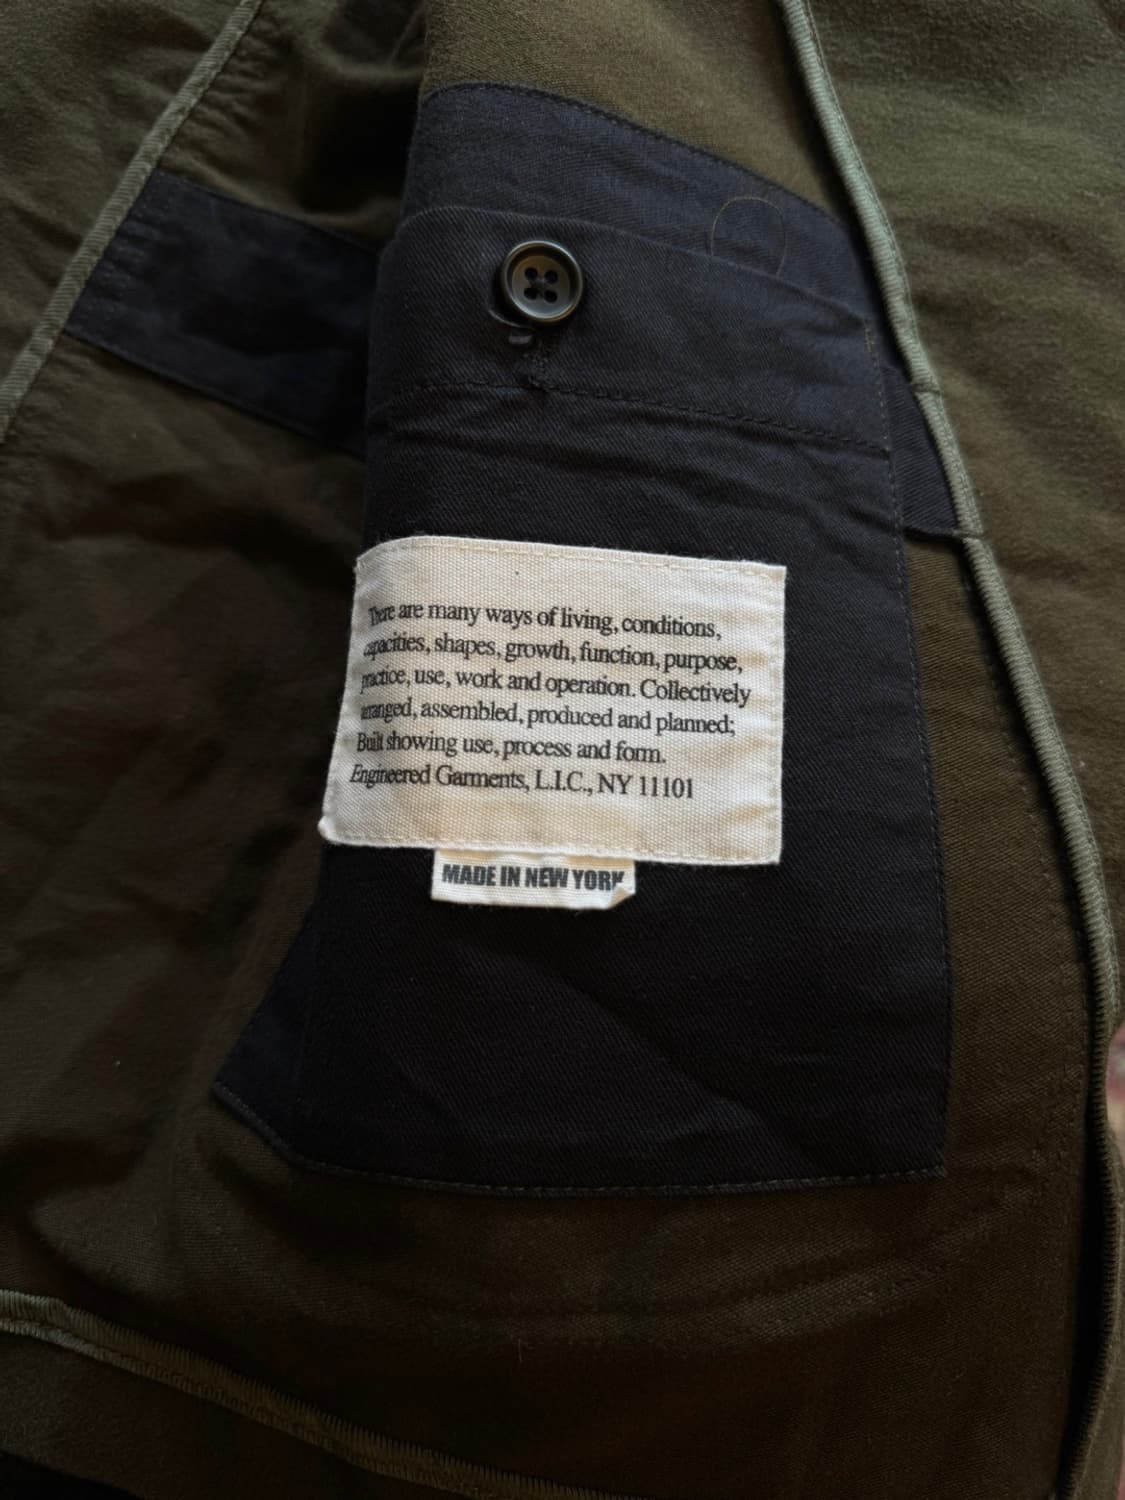 There are many ways of living, conditions,
capacities, shapes, growth, function, purpose,
practice, use, work and operation. Collectively
arranged, assembled, produced and planned;
Built showing use, process and form.
Engineered Garments, L.I.C., NY 11101
MADE IN NEW YORK